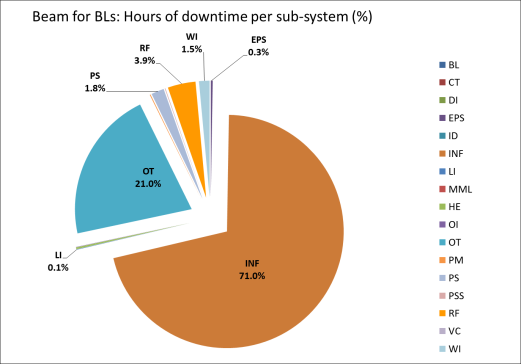 Beam for BLs: Hours of downtime per sub-system (%)
WI
1.5%
EPS
0.3%
RF
3.9%
PS
1.8%
OT
21.0%
LI
0.1%
INF
71.0%
BL
CT
DI
EPS
ID
INF
LI
MML
HE
OI
OT
PM
PS
PSS
RF
VC
WI